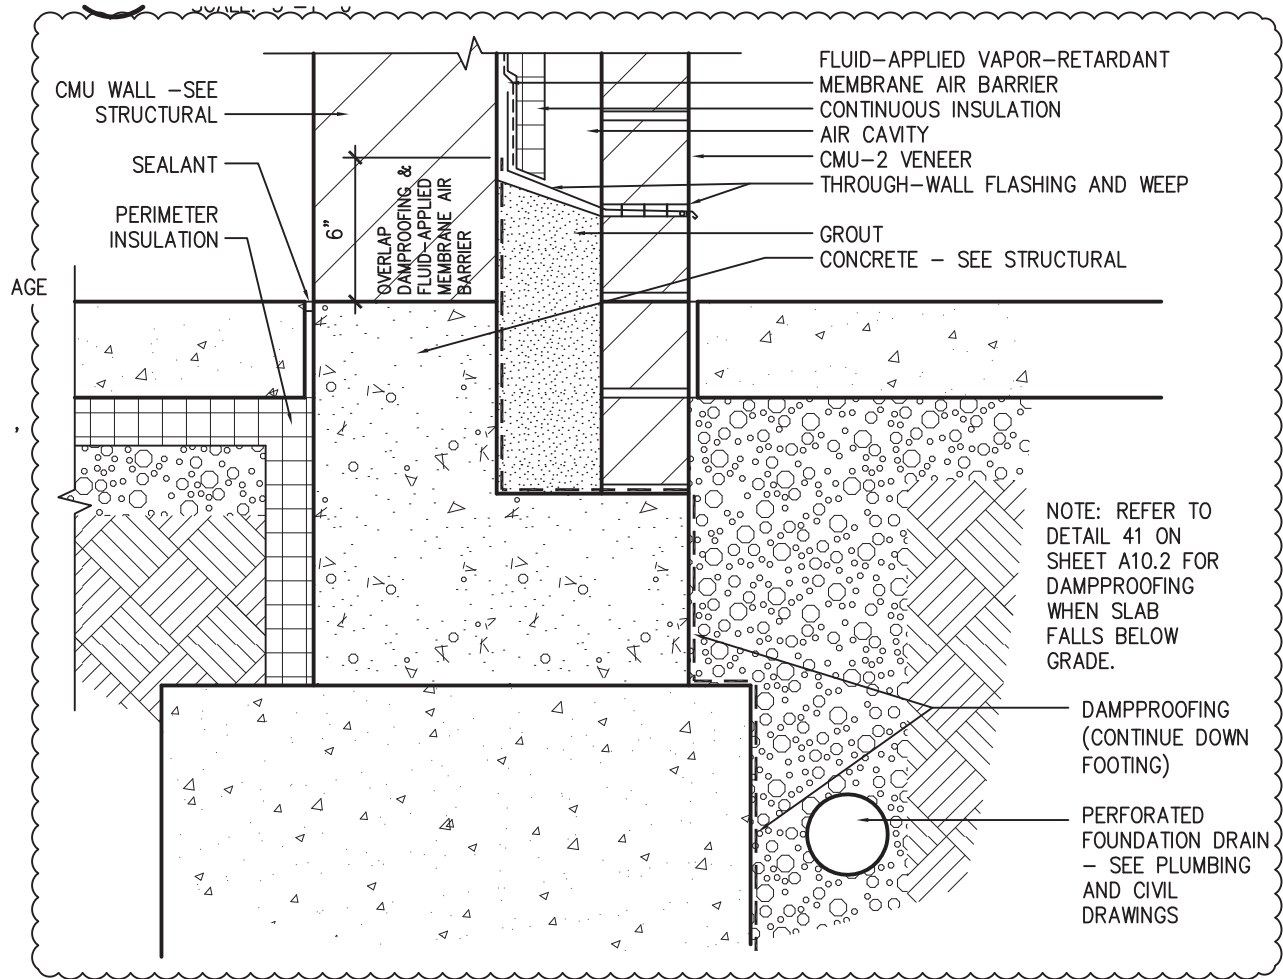 CMU WALL -SEE
STRUCTURAL
SEALANT
PERIMETER
INSULATION
AGE
6"
OVERLAP
DAMPROOFING &
FLUID-APPLIED
MEMBRANE AIR
BARRIER
FLUID-APPLIED VAPOR-RETARDANT
MEMBRANE AIR BARRIER
CONTINUOUS INSULATION
AIR CAVITY
CMU-2 VENEER
THROUGH-WALL FLASHING AND WEEP
GROUT
CONCRETE - SEE STRUCTURAL
NOTE: REFER TO
DETAIL 41 ON
SHEET A10.2 FOR
DAMPPROOFING
WHEN SLAB
FALLS BELOW
GRADE.
DAMPPROOFING
(CONTINUE DOWN
FOOTING)
PERFORATED
FOUNDATION DRAIN
- SEE PLUMBING
AND CIVIL
DRAWINGS